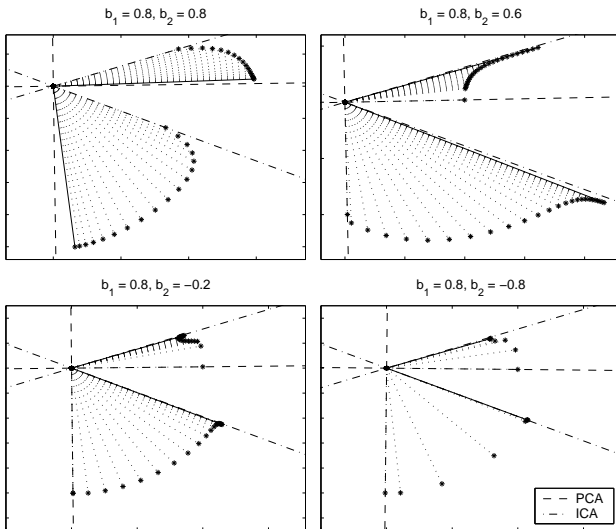 b₁ = 0.8, b₂ = 0.8
b₁ = 0.8, b₂ = 0.6
b₁ = 0.8, b₂ = −0.2
b₁ = 0.8, b₂ = −0.8
PCA
ICA